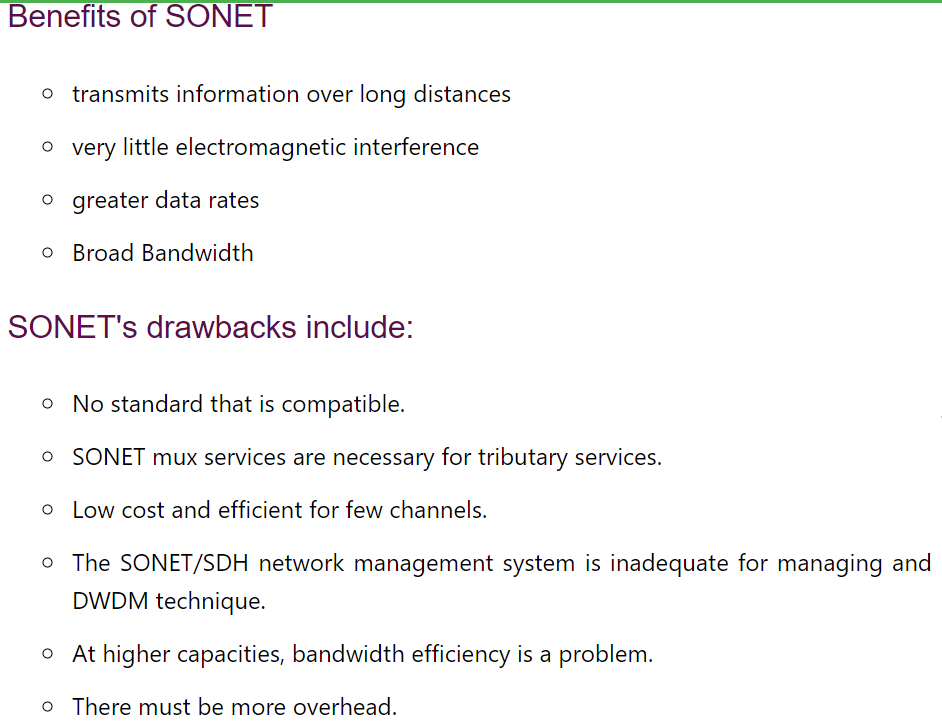 Benefits of SONET
transmits information over long distances
very little electromagnetic interference
greater data rates
Broad Bandwidth
SONET's drawbacks include:
No standard that is compatible.
SONET mux services are necessary for tributary services.
Low cost and efficient for few channels.
The SONET/SDH network management system is inadequate for managing and
DWDM technique.
At higher capacities, bandwidth efficiency is a problem.
There must be more overhead.